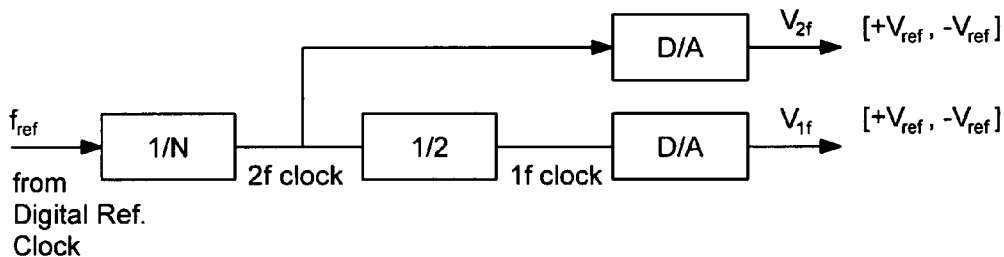 D/A
V2f
[+Vref , -Vref ]
fref
1/N
2f clock
1/2
1f clock
D/A
V1f
[+Vref , -Vref ]
from
Digital Ref.
Clock